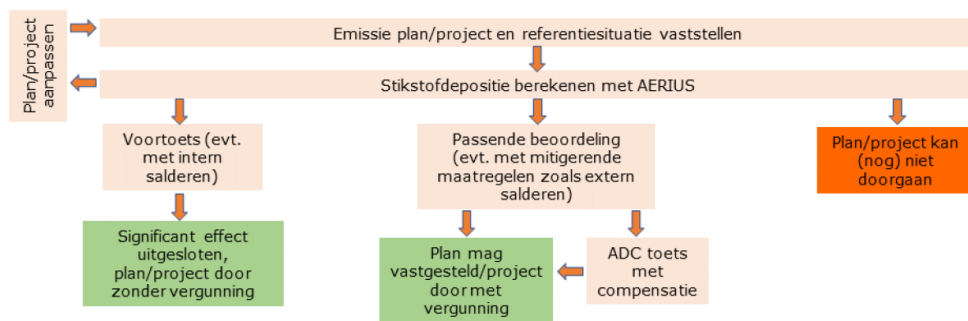 Plan/project
aanpassen
Emissie plan/project en referentiesituatie vaststellen
Stikstofdepositie berekenen met AERIUS
Voortoets (evt.
met intern
salderen)
Passende beoordeling
(evt. met mitigerende
maatregelen zoals extern
salderen)
Plan/project kan
(nog) niet
doorgaan
Significant effect
uitgesloten,
plan/project door
zonder vergunning
Plan mag
vastgesteld/project
door met
vergunning
ADC toets
met
compensatie